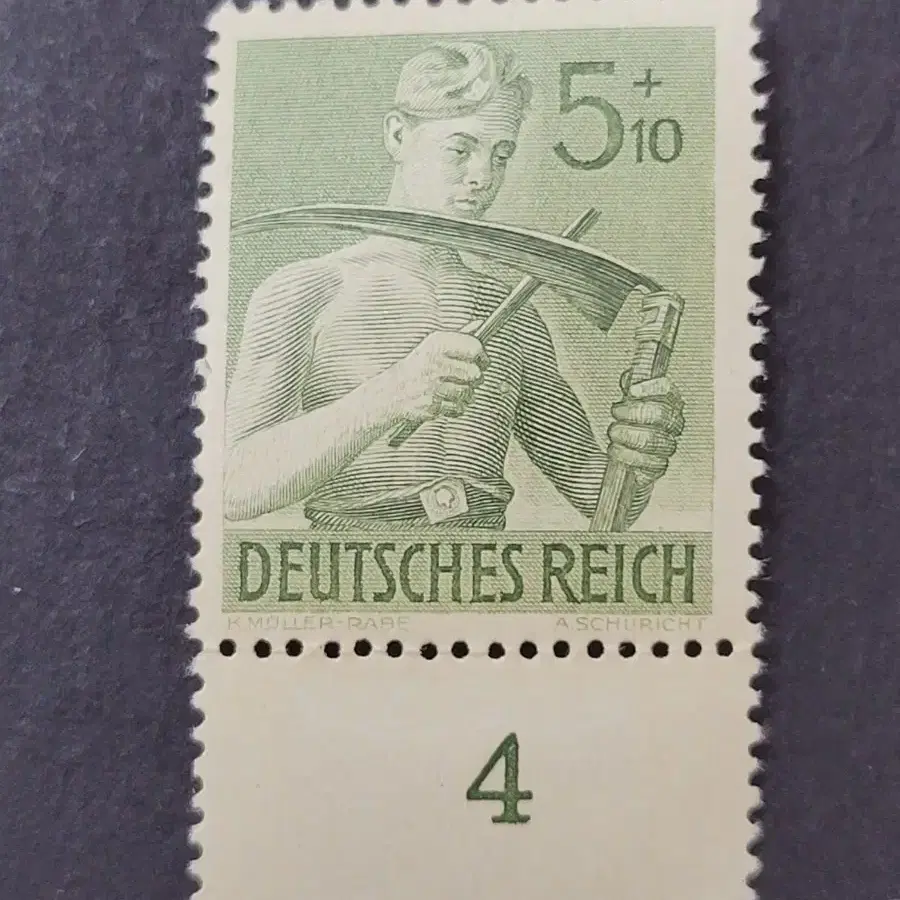 5+10
DEUTSCHES REICH
K.MÜLLER-RABE A.SCHURICHT
4